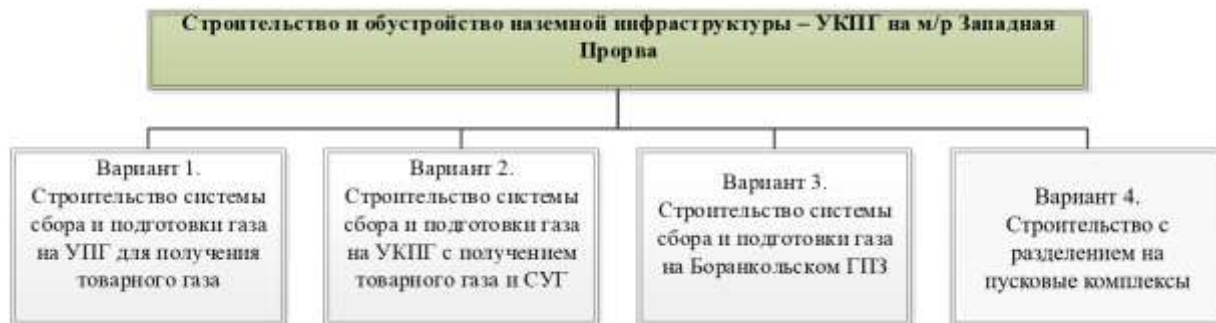 Строительство и обустройство наземной инфраструктуры – УКПГ на м/р Западная
Прорва
Вариант 1.
Строительство системы
сбора и подготовки газа
на УПГ для получения
товарного газа
Вариант 2.
Строительство системы
сбора и подготовки газа
на УКПГ с получением
товарного газа и СУГ
Вариант 3.
Строительство системы
сбора и подготовки газа
на Боранкольском ГПЗ
Вариант 4.
Строительство с
разделением на
пусковые комплексы